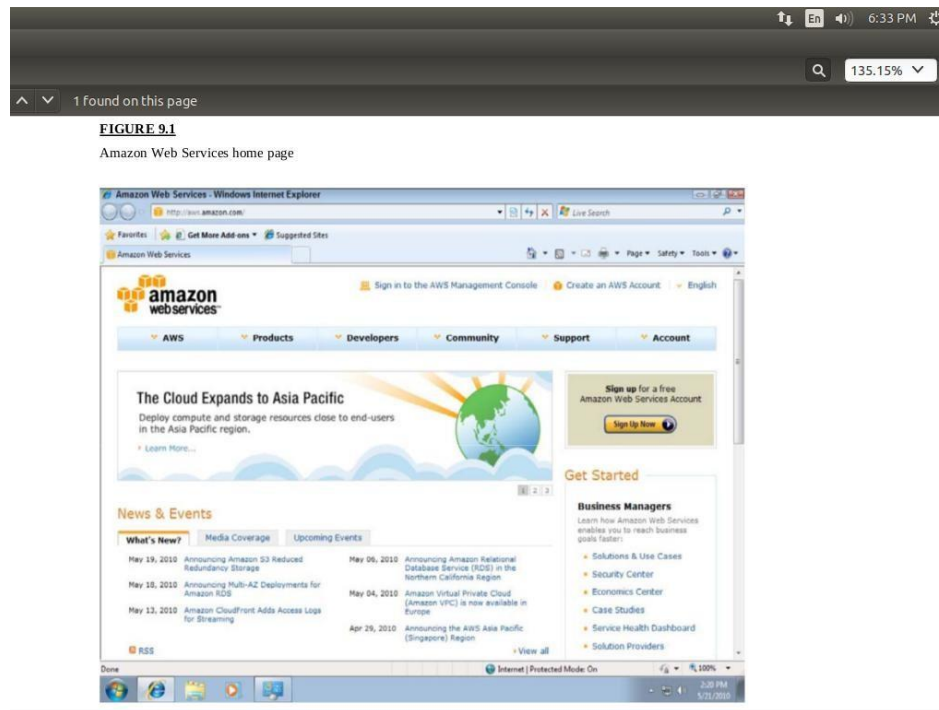 En 6:33 PM
135.15%
1 found on this page
FIGURE 9.1
Amazon Web Services home page
Amazon Web Services - Windows Internet Explorer
http://aws.amazon.com/
Live Search
Favorites Get More Add-ons Suggested Sites
Amazon Web Services
Page Safety Tools
amazon
webservices™
Sign in to the AWS Management Console
Create an AWS Account
English
AWS Products Developers Community Support Account
The Cloud Expands to Asia Pacific
Deploy compute and storage resources close to end-users
in the Asia Pacific region.
Learn More...
1 2 3
Sign up for a free
Amazon Web Services Account
Sign Up Now
News & Events
What's New? Media Coverage Upcoming Events
May 19, 2010 Announcing Amazon S3 Reduced
Redundancy Storage
May 18, 2010 Announcing Multi-AZ Deployments for
Amazon RDS
May 13, 2010 Amazon CloudFront Adds Access Logs
for Streaming
RSS
May 06, 2010 Announcing Amazon Relational
Database Service (RDS) in the
Northern California Region
May 04, 2010 Amazon Virtual Private Cloud
(Amazon VPC) is now available in
Europe
Apr 29, 2010 Announcing the AWS Asia Pacific
(Singapore) Region
View all
Get Started
Business Managers
Learn how Amazon Web Services
enables you to reach business
goals faster:
Solutions & Use Cases
Security Center
Economics Center
Case Studies
Service Health Dashboard
Solution Providers
Done
Internet | Protected Mode: On
100%
2:20 PM
5/21/2010